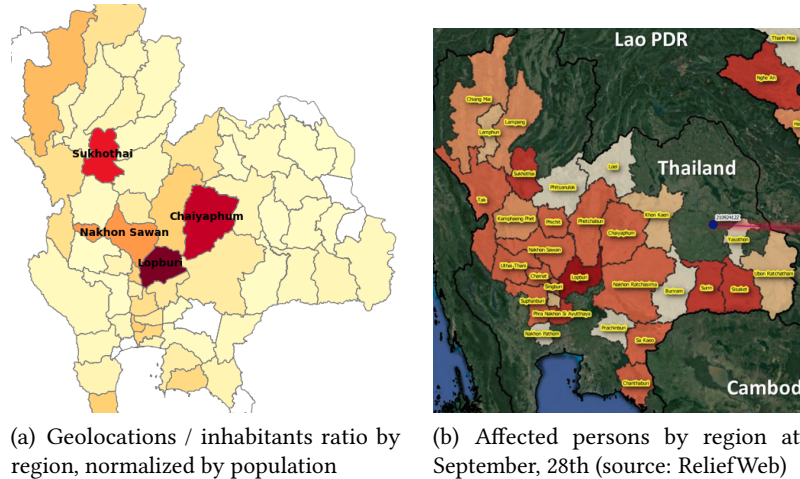 Sukhothai
Chaiyaphum
Nakhon Sawan
Lopburi
Lao PDR
Thanh Hoa
Nghe An
Chiang Mai
Lampang
Lamphun
Thailand
Sukhothai
Loei
Phitsanulok
Tak
Khon Kaen
Kamphaeng Phet
Phichit
Phetchabun
Chaiyaphum
210924122
Yasothon
Nakhon Sawan
Uthai Thani
Chainat
Lopburi
Ubon Ratchathani
Singburi
Nakhon Ratchasima
Surin
Sisaket
Buriram
Suphanburi
Phra Nakhon Si Ayutthaya
Nakhon Pathom
Prachinburi
Sa Kaeo
Chanthaburi
Cambod
(a) Geolocations / inhabitants ratio by
region, normalized by population
(b) Affected persons by region at
September, 28th (source: ReliefWeb)